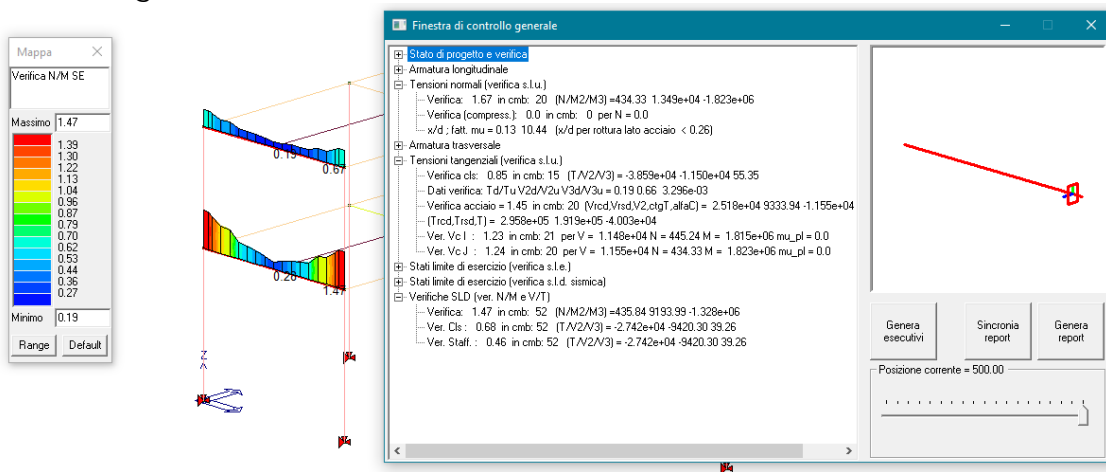 Mappa
Verifica N/M SE
Massimo 1.47
1.39
1.30
1.22
1.13
1.04
0.96
0.87
0.79
0.70
0.62
0.53
0.44
0.36
0.27
Minimo 0.19
Range Default
0.19
0.67
0.28
1.47
Z
Finestra di controllo generale
Stato di progetto e verifica
Armatura longitudinale
Tensioni normali (verifica s.l.u.)
Verifica: 1.67 in cmb: 20 (N/M2/M3) =434.33 1.349e+04 -1.823e+06
Verifica (compress.): 0.0 in cmb: 0 per N = 0.0
x/d ; fatt. mu = 0.13 10.44 (x/d per rottura lato acciaio < 0.26)
Armatura trasversale
Tensioni tangenziali (verifica s.l.u.)
Verifica cls: 0.85 in cmb: 15 (T/V2/V3) = -3.859e+04 -1.150e+04 55.35
Dati verifica: Td/Tu V2d/V2u V3d/V3u = 0.19 0.66 3.296e-03
Verifica acciaio = 1.45 in cmb: 20 (Vrcd,Vrsd,V2,ctgT,alfaC) = 2.518e+04 9333.94 -1.155e+04
(Trcd,Trsd,T) = 2.958e+05 1.919e+05 -4.003e+04
Ver. Vc I : 1.23 in cmb: 21 per V = 1.148e+04 N = 445.24 M = 1.815e+06 mu_pl = 0.0
Ver. Vc J : 1.24 in cmb: 20 per V = 1.155e+04 N = 434.33 M = 1.823e+06 mu_pl = 0.0
Stati limite di esercizio (verifica s.l.e.)
Stati limite di esercizio (verifica s.l.d. sismica)
Verifiche SLD (ver. N/M e V/T)
Verifica: 1.47 in cmb: 52 (N/M2/M3) =435.84 9193.99 -1.328e+06
Ver. Cls : 0.68 in cmb: 52 (T/V2/V3) = -2.742e+04 -9420.30 39.26
Ver. Staff. : 0.46 in cmb: 52 (T/V2/V3) = -2.742e+04 -9420.30 39.26
Genera esecutivi
Sincronia report
Genera report
Posizione corrente = 500.00